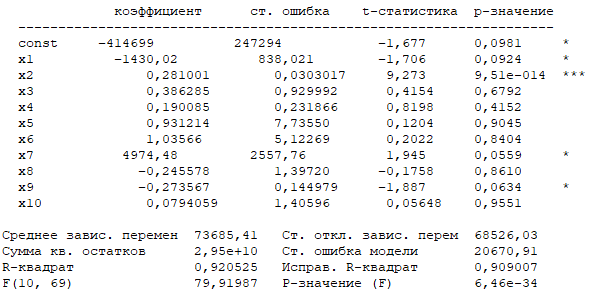 коэффициент ст. ошибка t-статистика p-значение
---------------------------------------------------------------
const −414699 247294 −1,677 0,0981 *
x1 −1430,02 838,021 −1,706 0,0924 *
x2 0,281001 0,0303017 9,273 9,51e-014 ***
x3 0,386285 0,929992 0,4154 0,6792
x4 0,190085 0,231866 0,8198 0,4152
x5 0,931214 7,73550 0,1204 0,9045
x6 1,03566 5,12269 0,2022 0,8404
x7 4974,48 2557,76 1,945 0,0559 *
x8 −0,245578 1,39720 −0,1758 0,8610
x9 −0,273567 0,144979 −1,887 0,0634 *
x10 0,0794059 1,40596 0,05648 0,9551
Среднее завис. перемен 73685,41 Ст. откл. завис. перем 68526,03
Сумма кв. остатков 2,95e+10 Ст. ошибка модели 20670,91
R-квадрат 0,920525 Исправ. R-квадрат 0,909007
F(10, 69) 79,91987 Р-значение (F) 6,46e-34